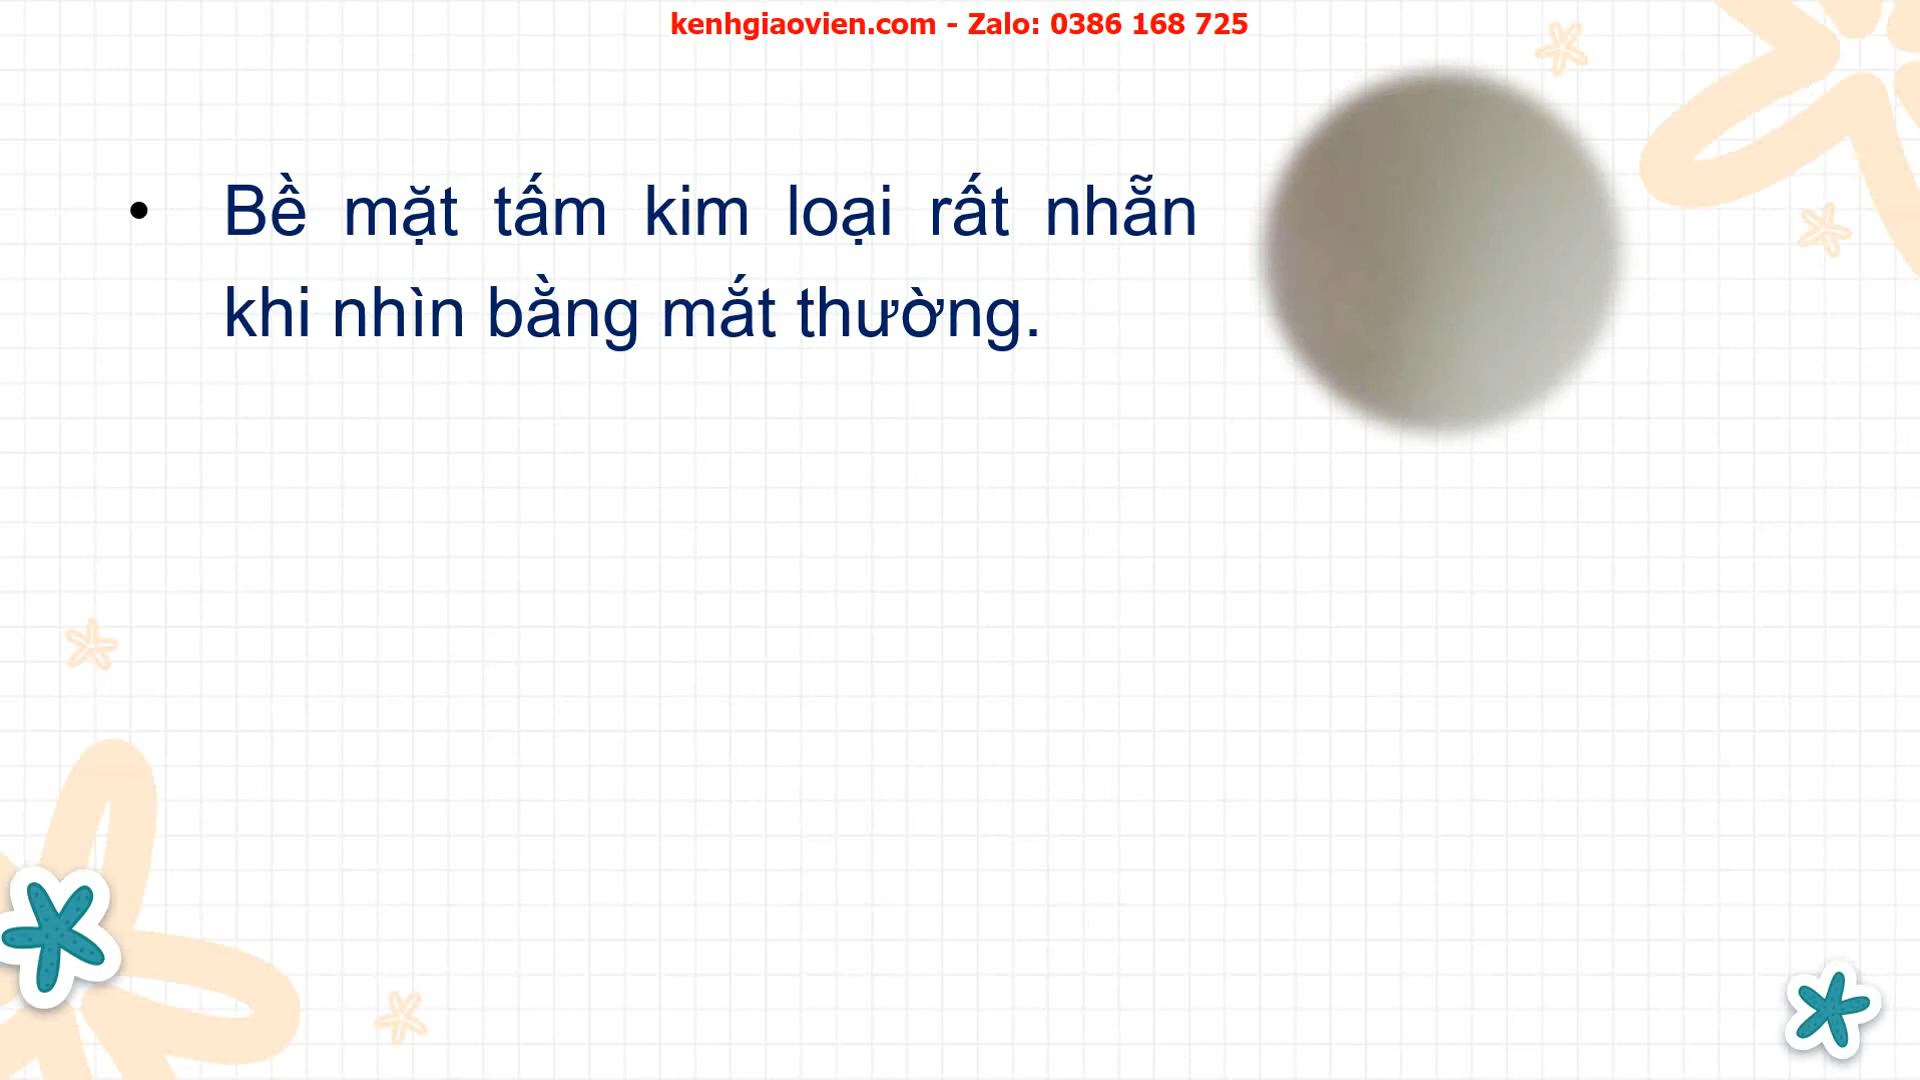 kenhgiaovien.com - Zalo: 0386 168 725
• Bề mặt tấm kim loại rất nhẵn
khi nhìn bằng mắt thường.